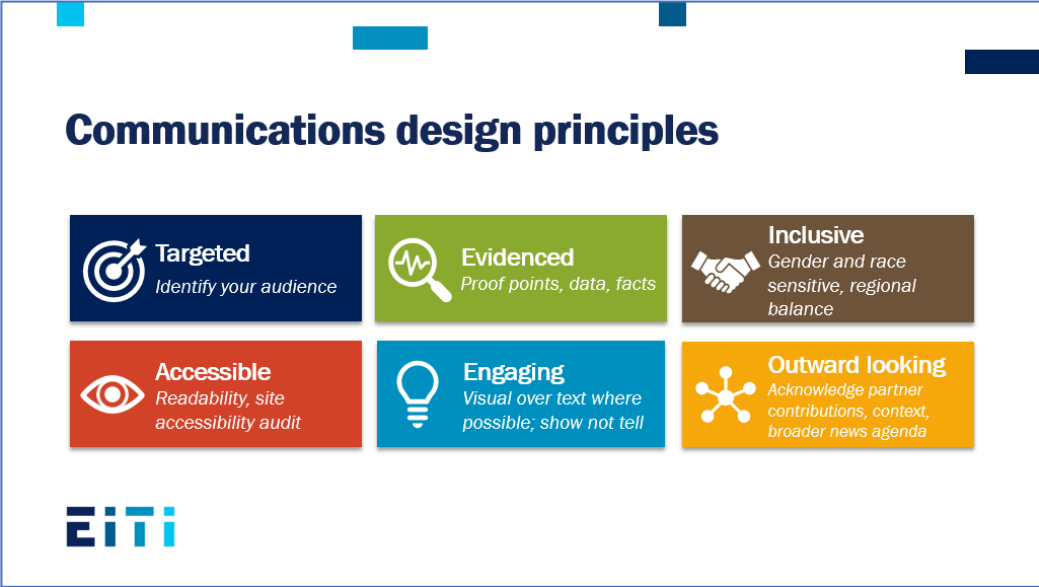 Communications design principles
Targeted
Identify your audience
Evidenced
Proof points, data, facts
Inclusive
Gender and race
sensitive, regional
balance
Accessible
Readability, site
accessibility audit
Engaging
Visual over text where
possible; show not tell
Outward looking
Acknowledge partner
contributions, context,
broader news agenda
EiTi